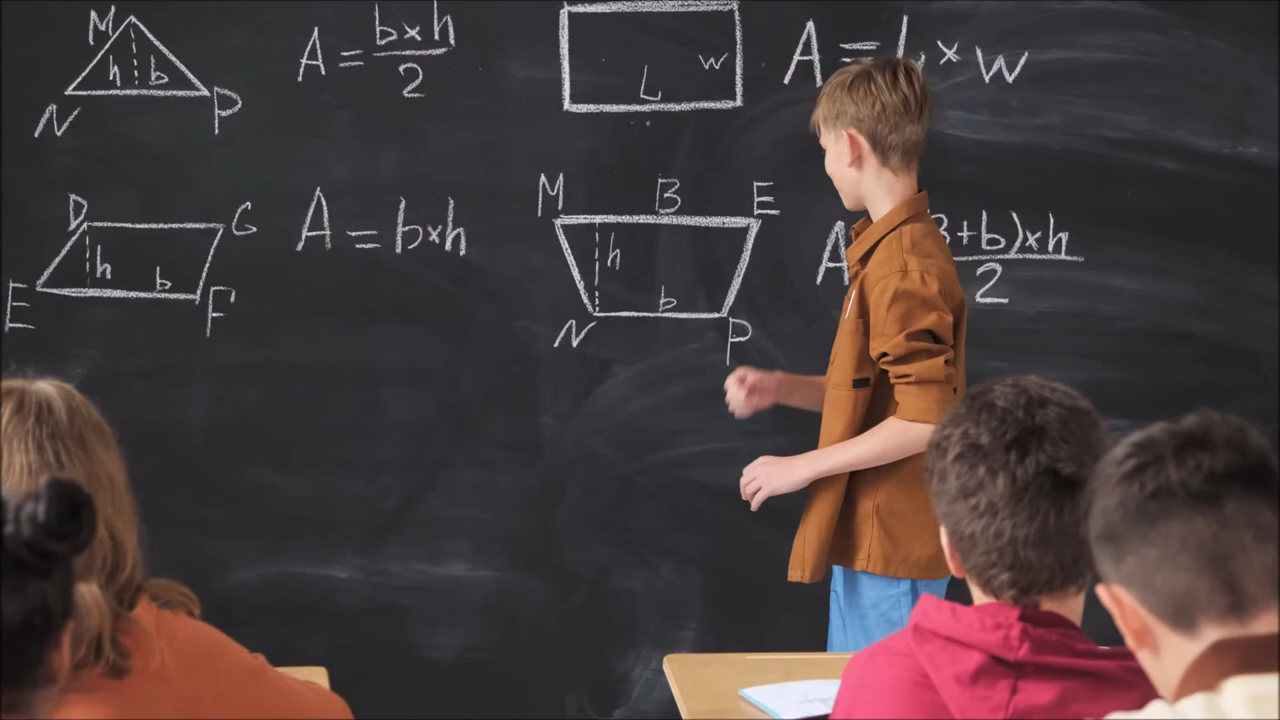 M
h b
N P
A = b×h
2
L w
A = L × w
D G
h b
E F
A = b×h
M B E
h b
N P
A
+b)×h
2